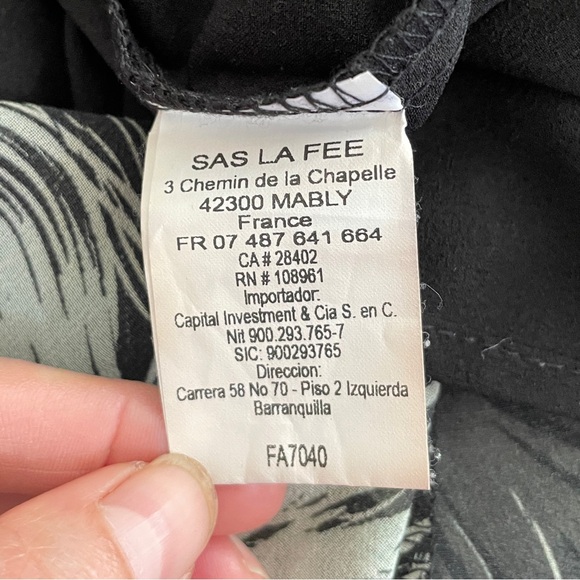 SAS LA FEE
3 Chemin de la Chapelle
42300 MABLY
France
FR 07 487 641 664
CA # 28402
RN # 108961
Importador:
Capital Investment & Cia S. en C.
Nit 900.293.765-7
SIC: 900293765
Direccion:
Carrera 58 No 70 - Piso 2 Izquierda
Barranquilla
FA7040